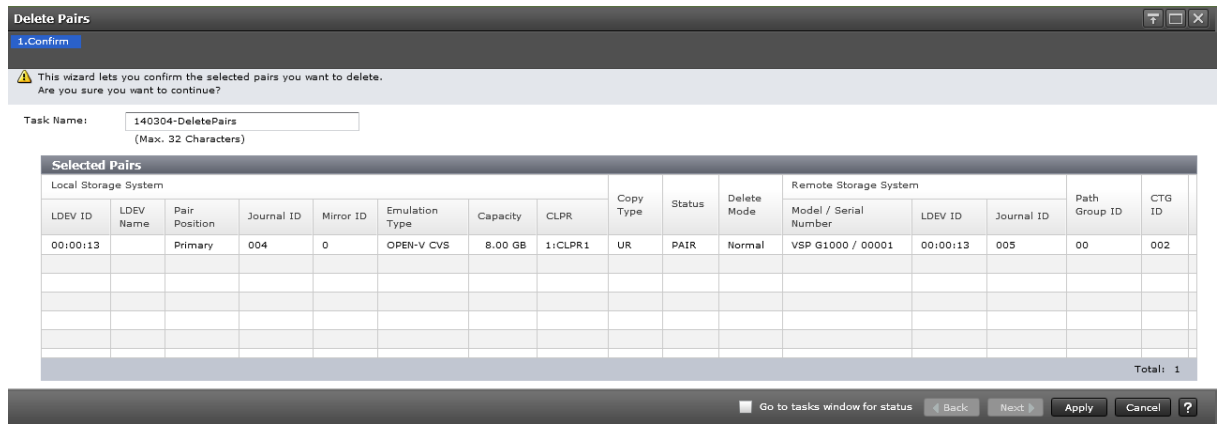 Delete Pairs
1.Confirm
This wizard lets you confirm the selected pairs you want to delete.
Are you sure you want to continue?
Task Name: 140304-DeletePairs
(Max. 32 Characters)
Selected Pairs
Local Storage System Copy Type Status Delete Mode Remote Storage System Path Group ID CTG ID
LDEV ID LDEV Name Pair Position Journal ID Mirror ID Emulation Type Capacity CLPR Model / Serial Number LDEV ID Journal ID
00:00:13 Primary 004 0 OPEN-V CVS 8.00 GB 1:CLPR1 UR PAIR Normal VSP G1000 / 00001 00:00:13 005 00 002
Total: 1
Go to tasks window for status Back Next Apply Cancel ?